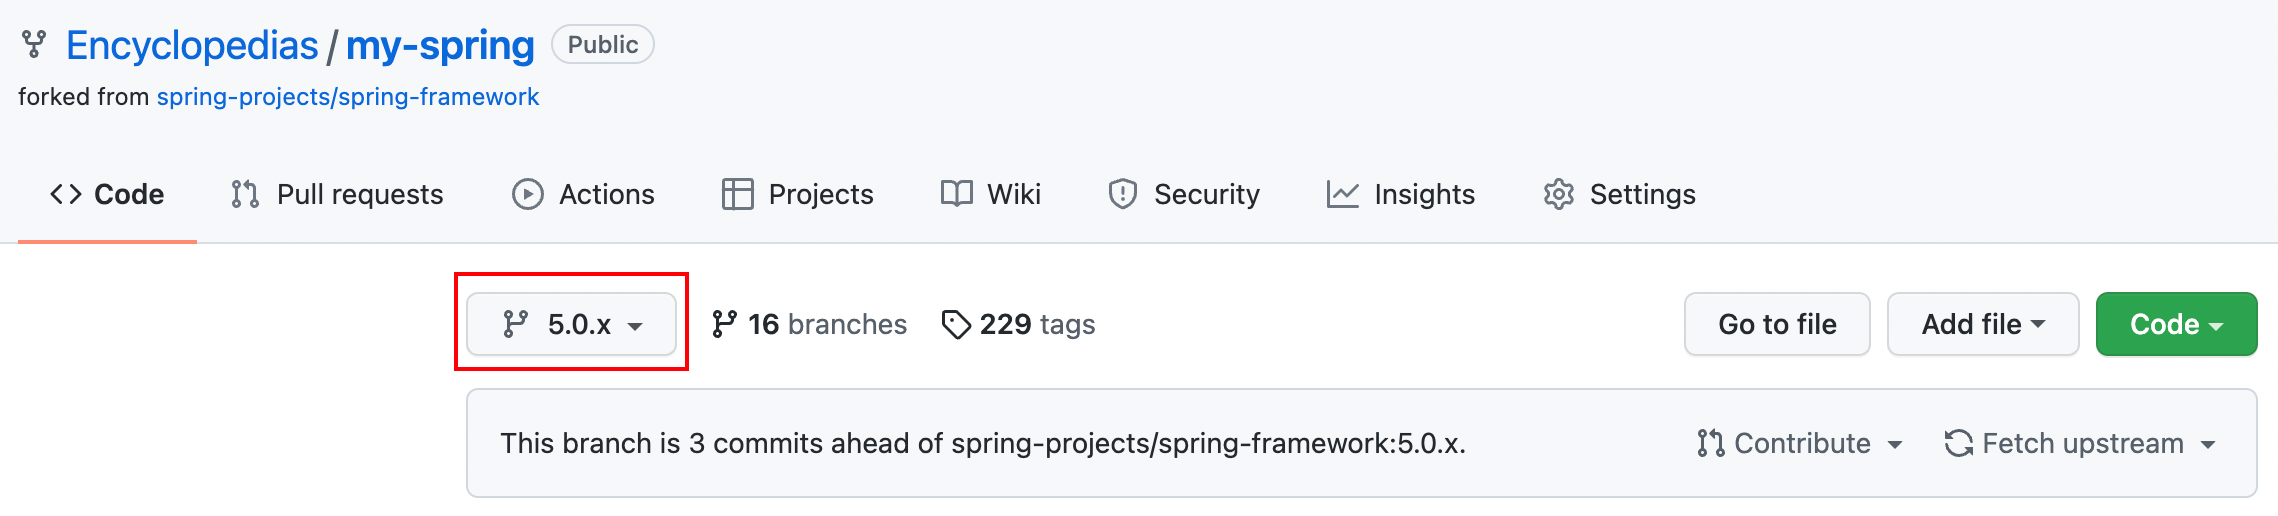 Encyclopedias / my-spring Public
forked from spring-projects/spring-framework
Code Pull requests Actions Projects Wiki Security Insights Settings
5.0.x 16 branches 229 tags Go to file Add file Code
This branch is 3 commits ahead of spring-projects/spring-framework:5.0.x. Contribute Fetch upstream